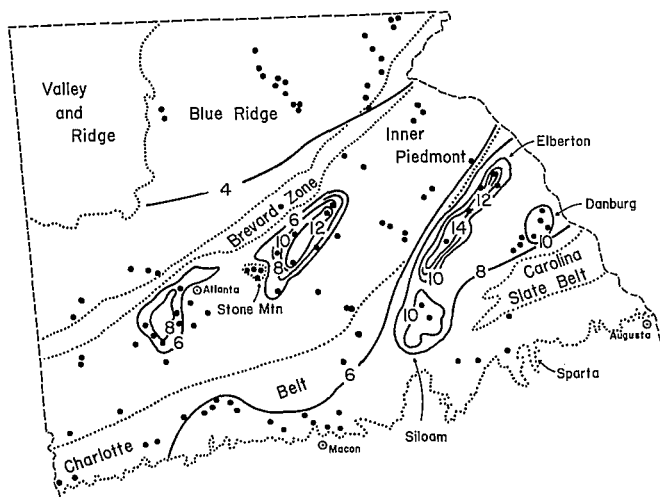 Valley
and
Ridge
Blue Ridge
Inner
Piedmont
Elberton
4
Brevard Zone
6
10
12
8
12
14
10
Danburg
10
8
Carolina
Slate Belt
Atlanta
Stone Mtn
8
6
10
Augusta
Belt
6
Sparta
Siloam
Charlotte
Macon